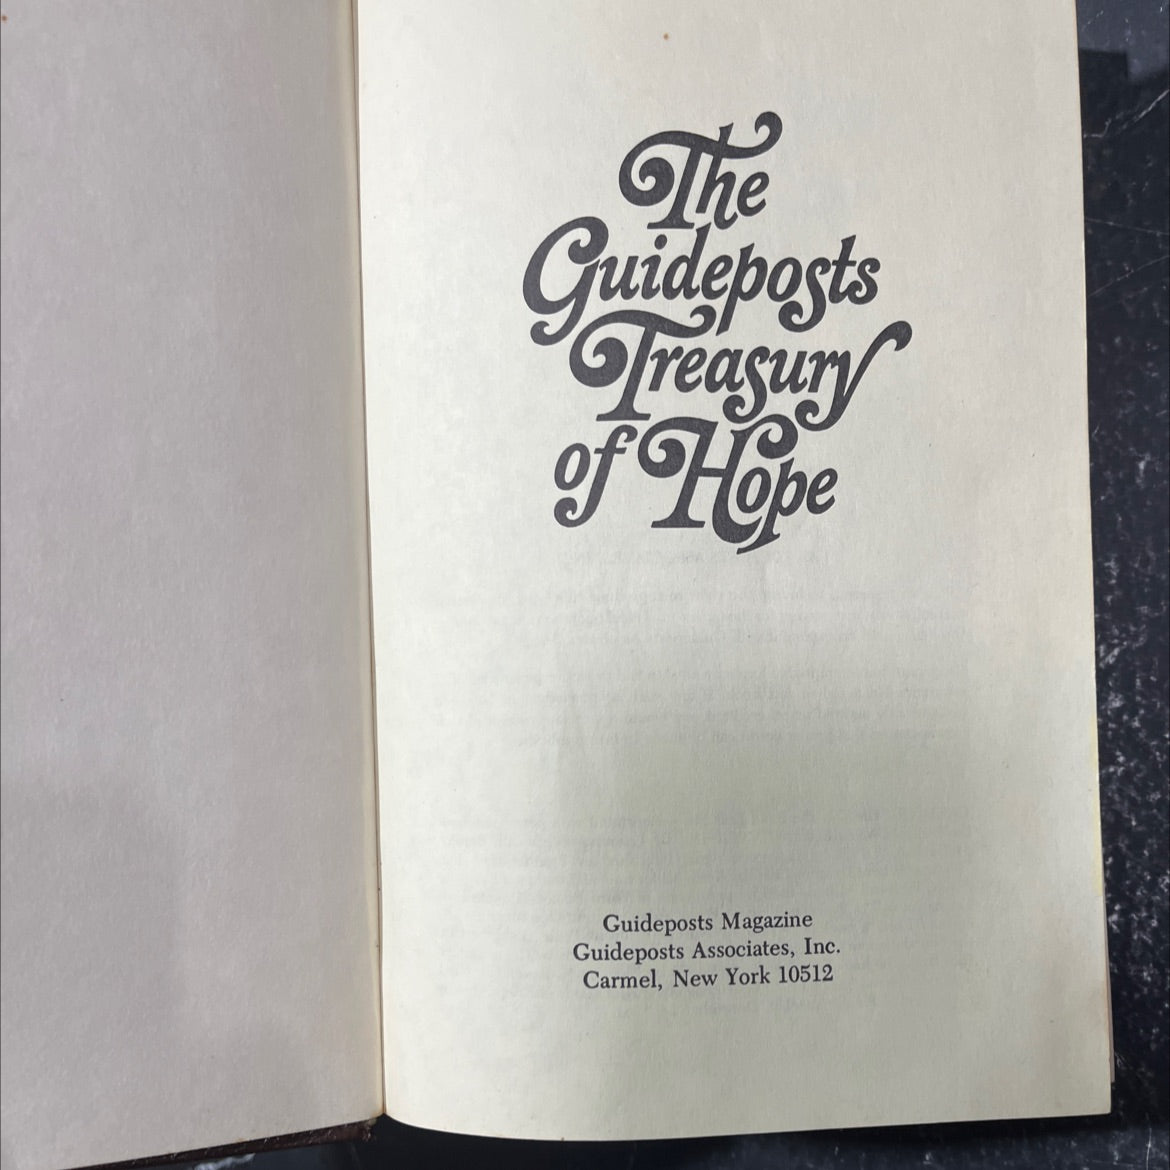 The
Guideposts
Treasury
of Hope
Guideposts Magazine
Guideposts Associates, Inc.
Carmel, New York 10512